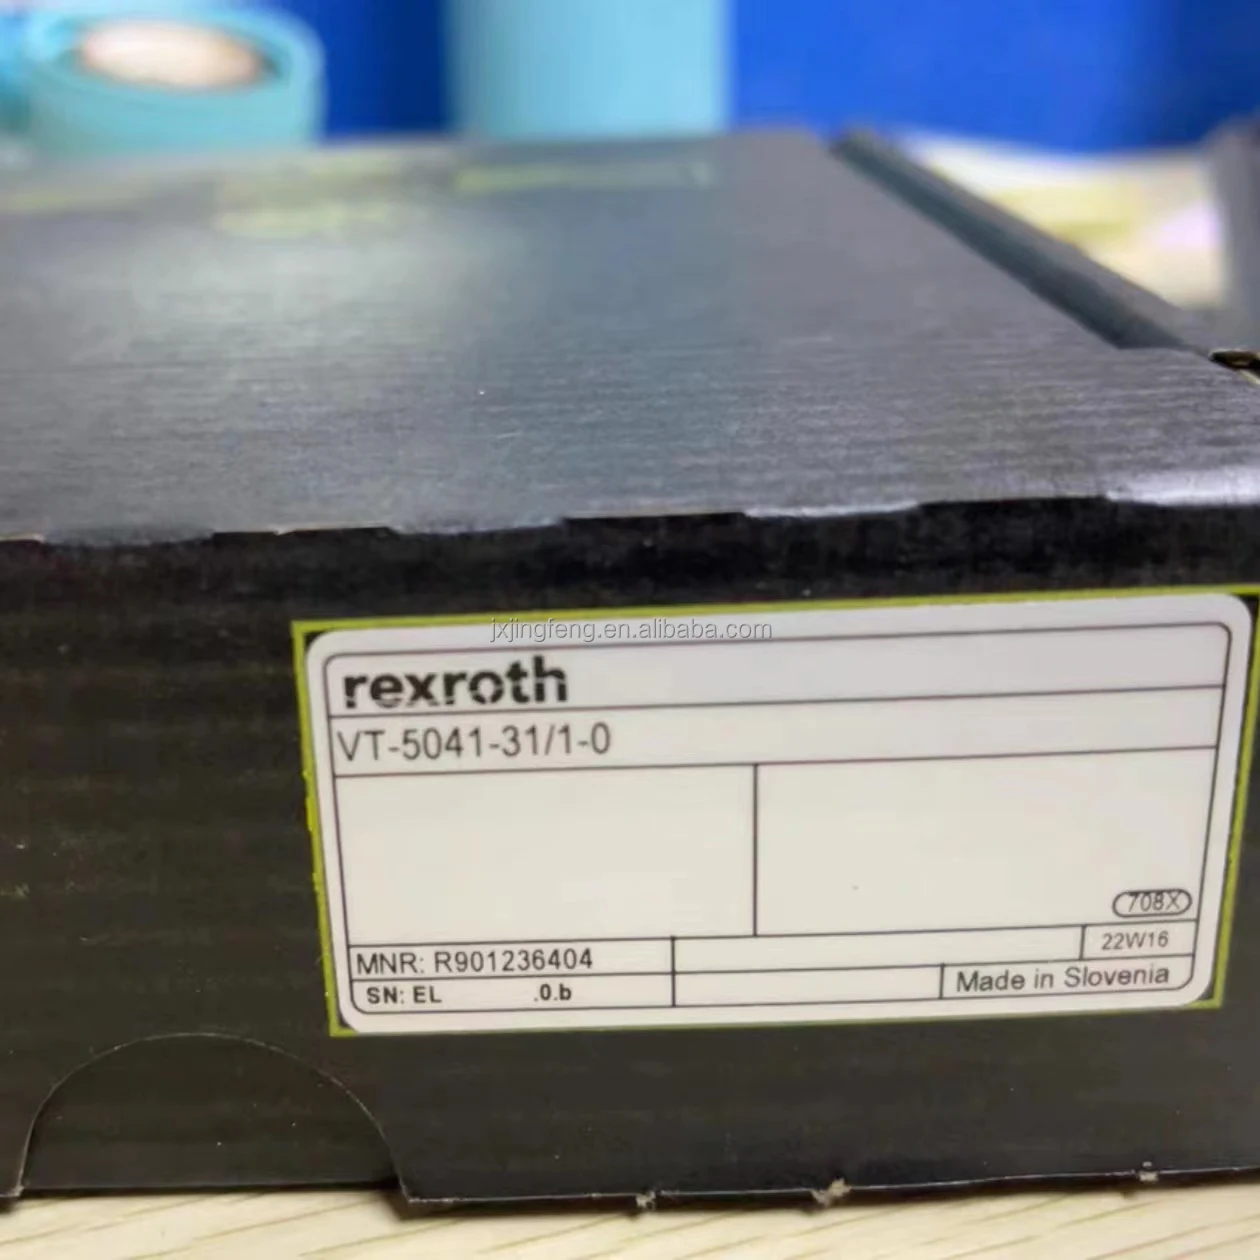 jxjingfeng.en.alibaba.com
rexroth
VT-5041-31/1-0
708X
MNR: R901236404
22W16
SN: EL .0.b
Made in Slovenia